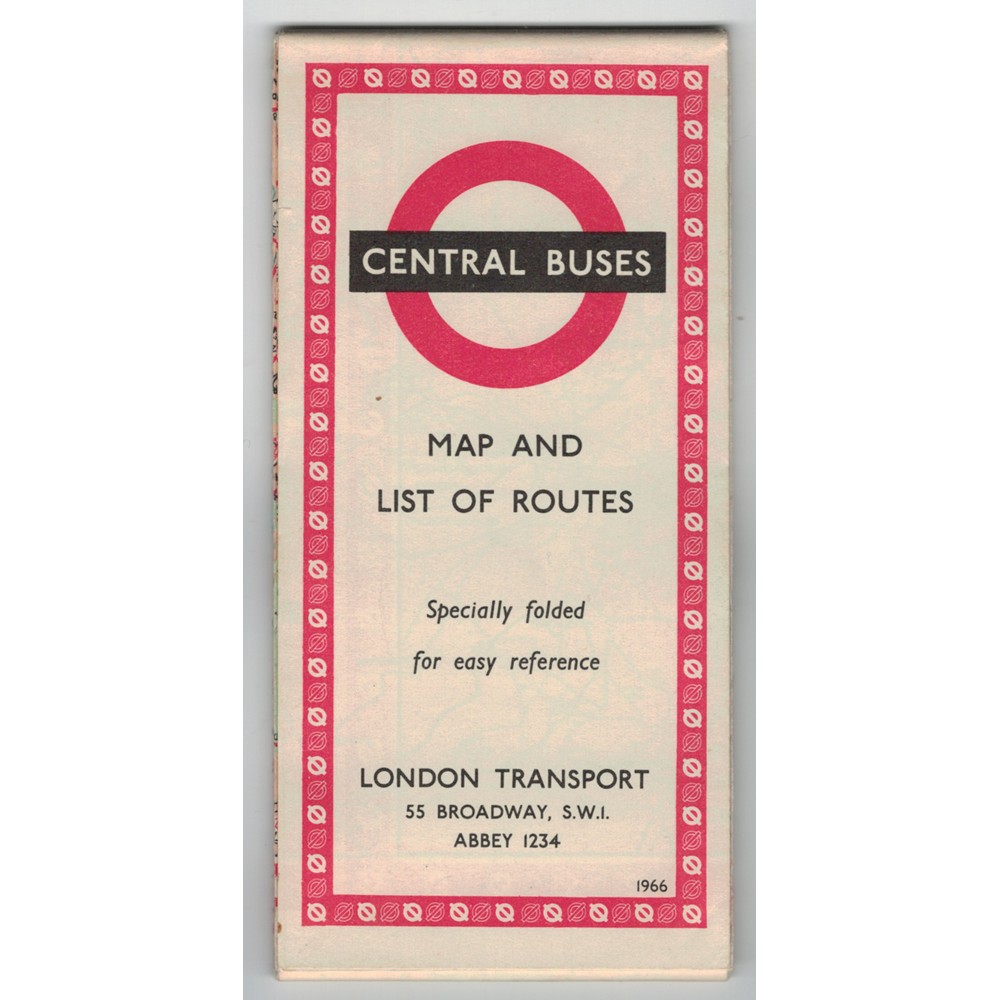 CENTRAL BUSES
MAP AND
LIST OF ROUTES
Specially folded
for easy reference
LONDON TRANSPORT
55 BROADWAY, S.W.1.
ABBEY 1234
1966